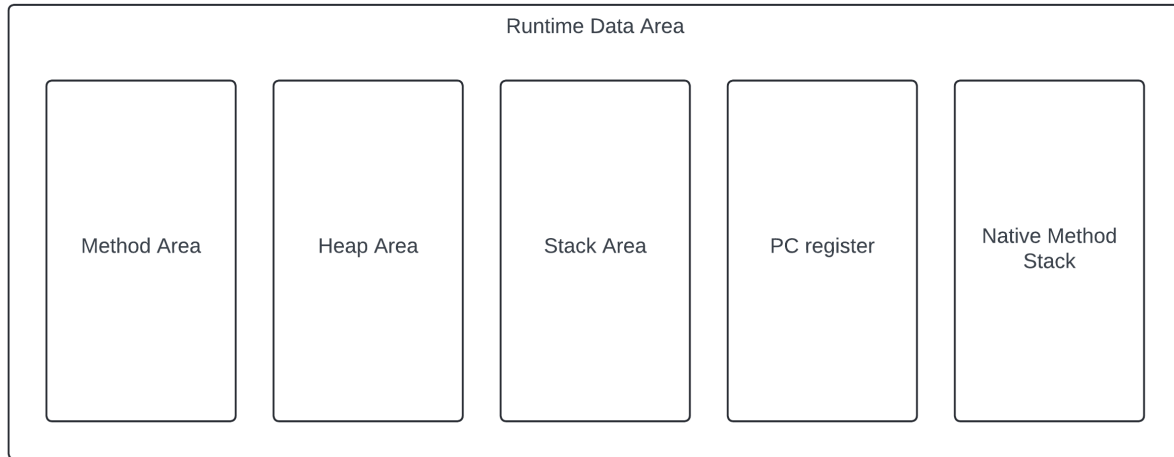 Runtime Data Area
Method Area
Heap Area
Stack Area
PC register
Native Method
Stack